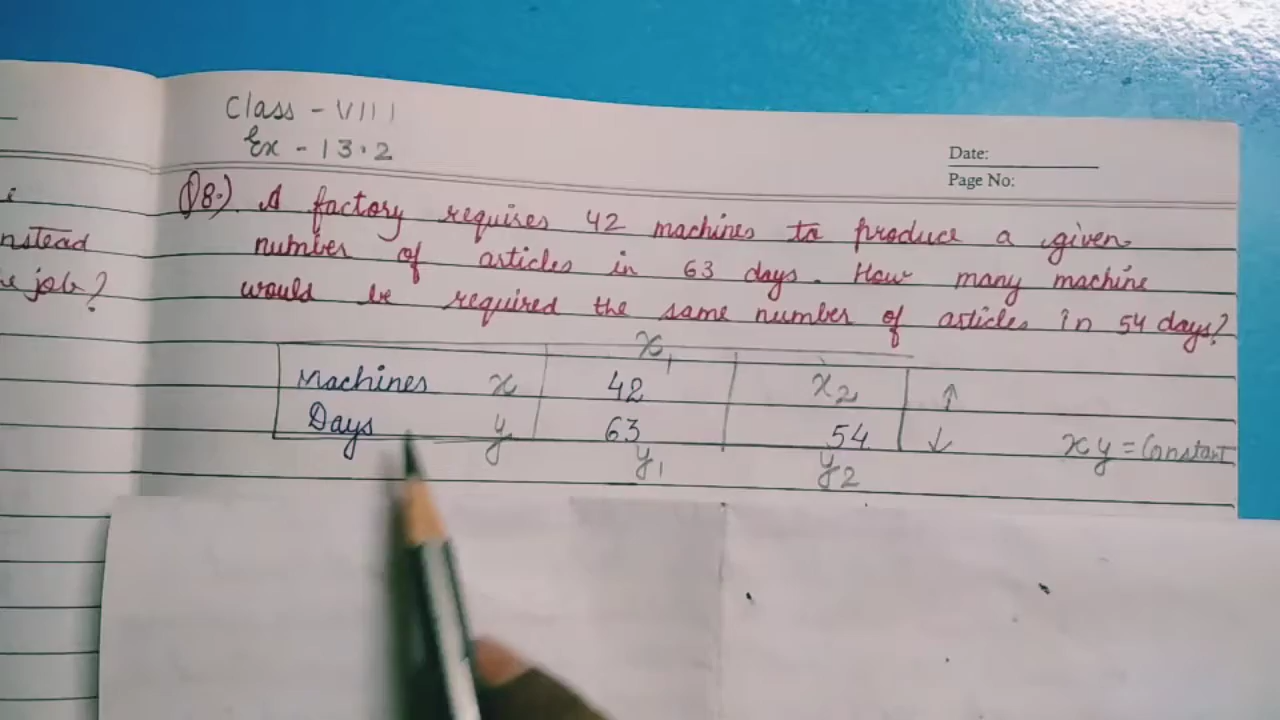 Class - VIII
Ex - 13.2
Date:
Page No:
Q8.) A factory requires 42 machines to produce a given
number of articles in 63 days. How many machine
would be required the same number of articles in 54 days?
nstead
job?
x1
Machines x 42 x2 ↑
Days y 63 54 ↓ xy = Constant
y1 y2